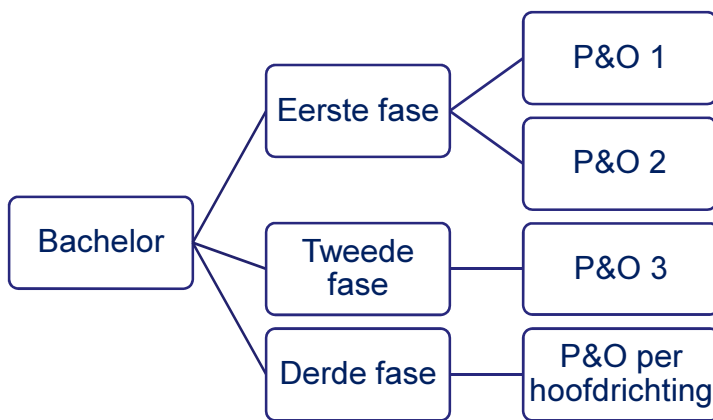 Bachelor
Eerste fase
P&O 1
P&O 2
Tweede
fase
P&O 3
Derde fase
P&O per
hoofdrichting